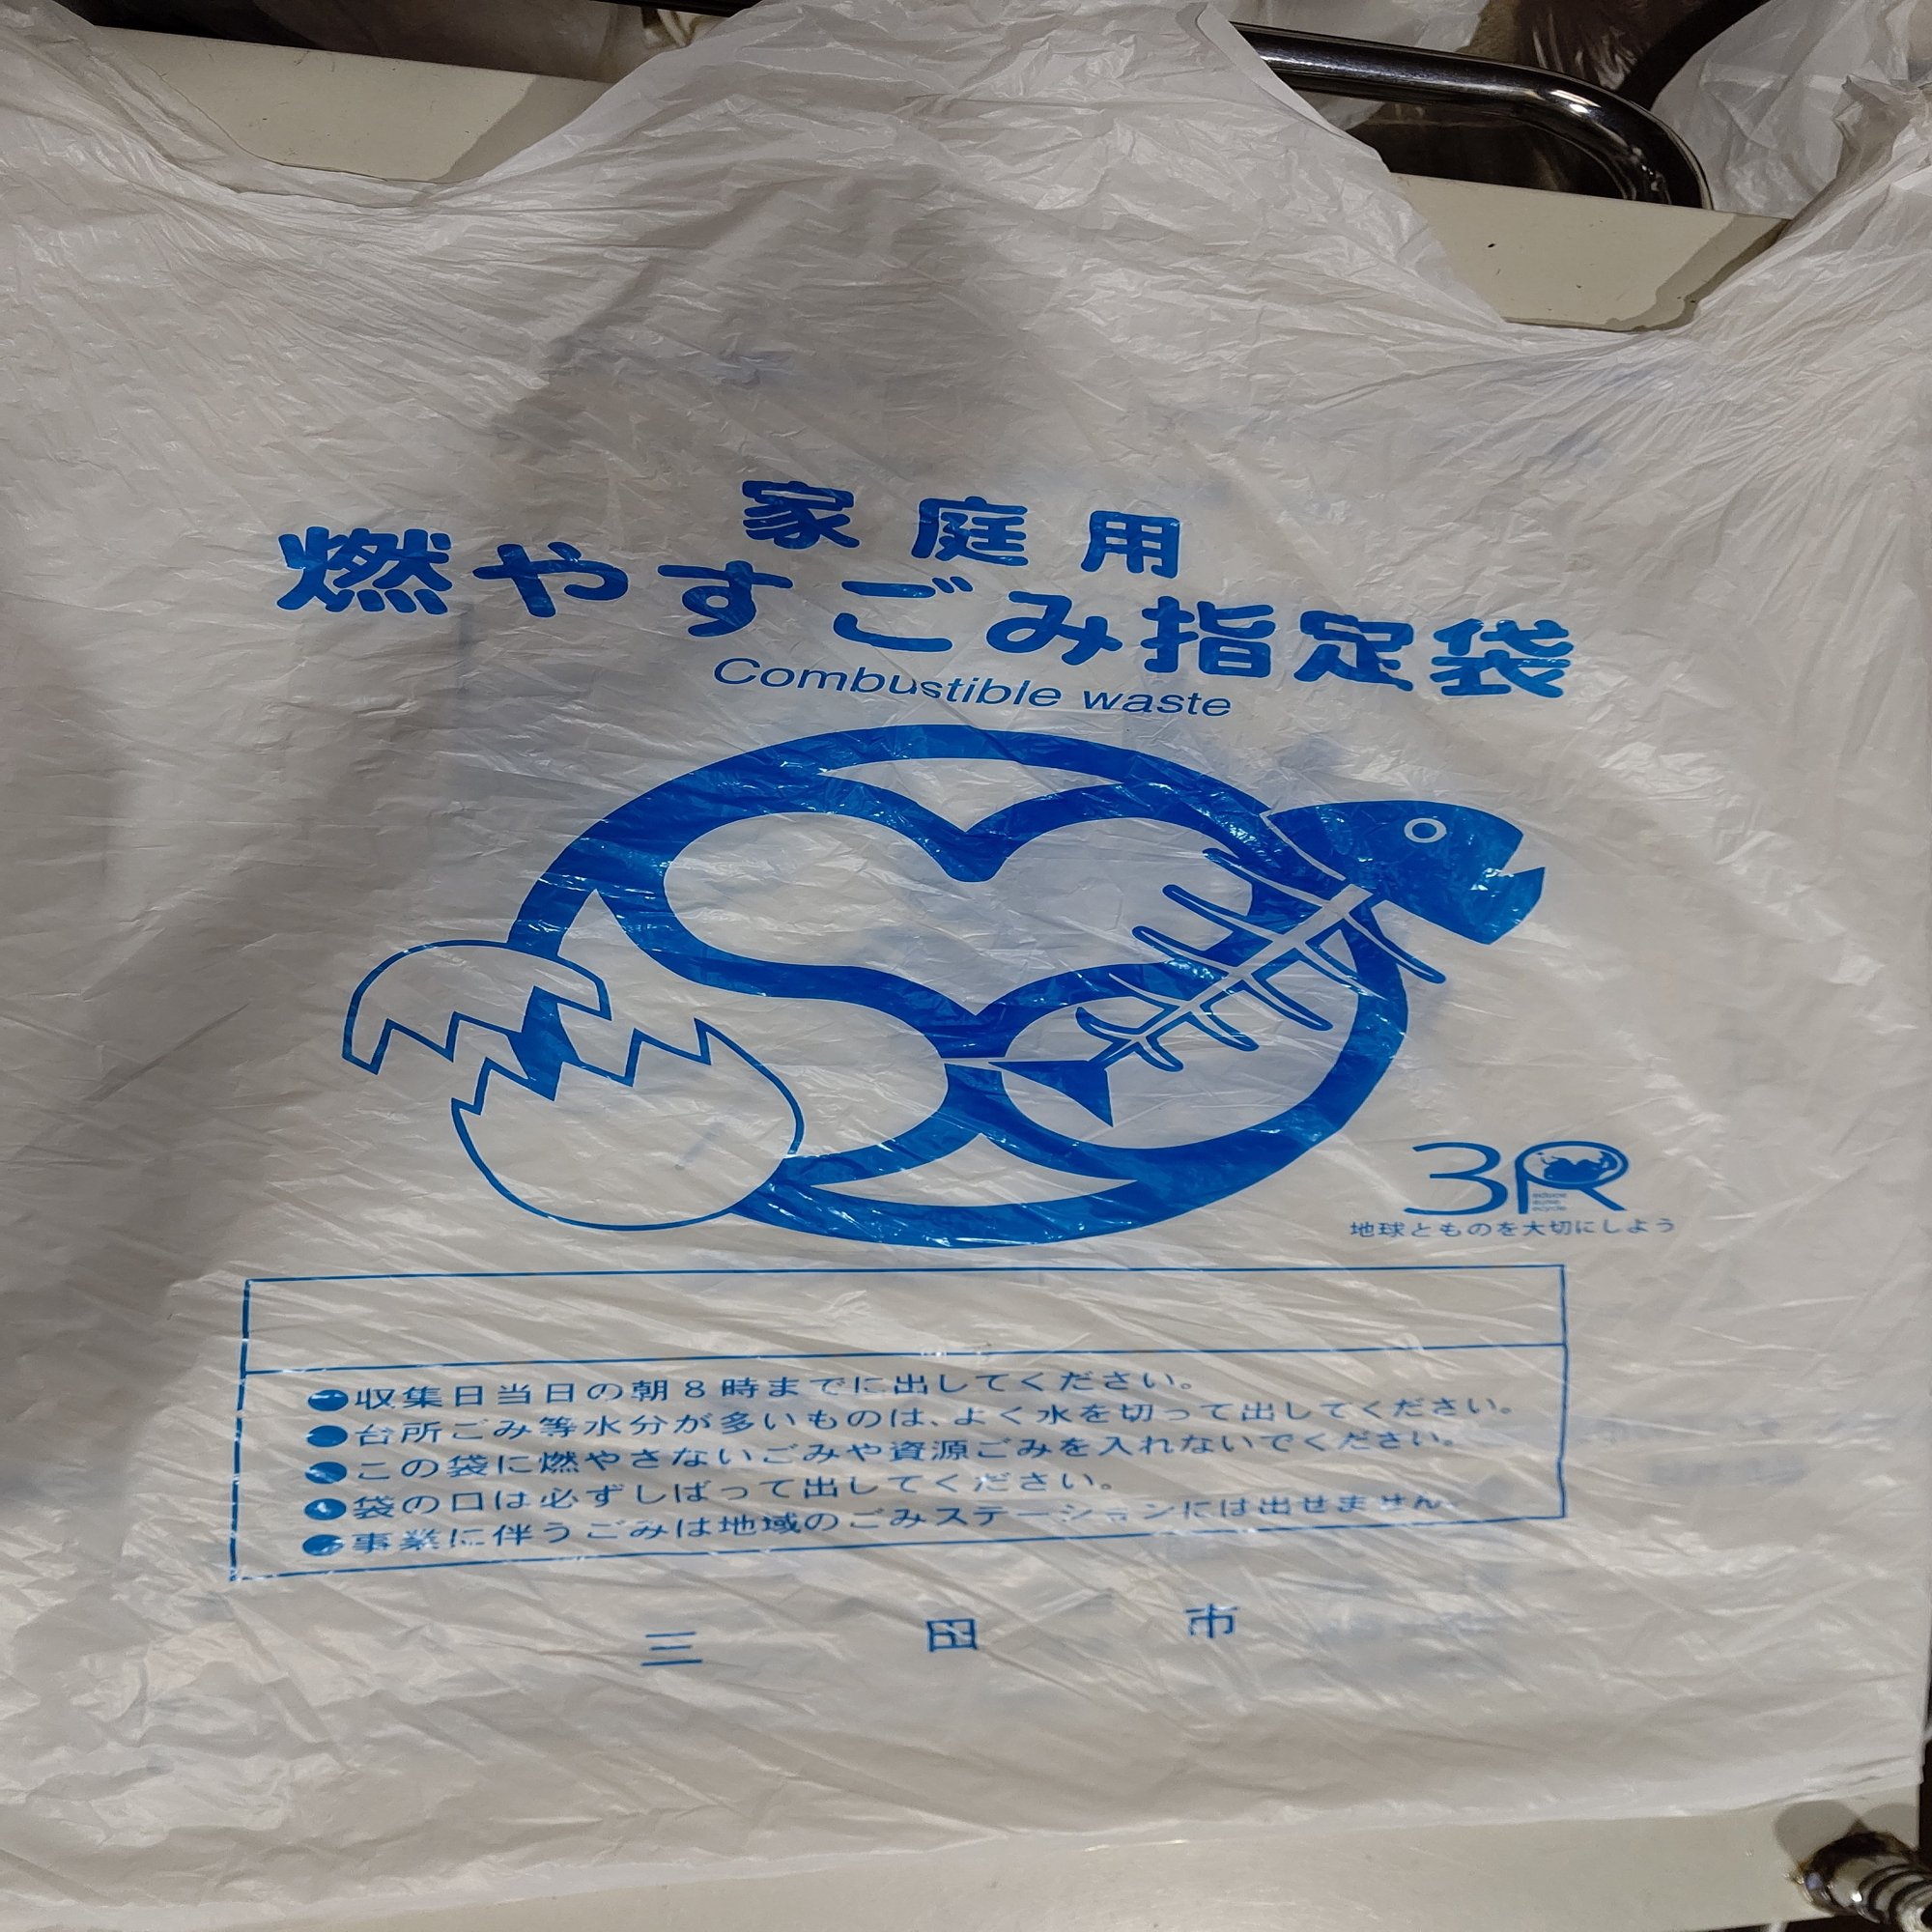 家庭用
燃やすごみ指定袋
Combustible waste
3R
educe
euse
ecycle
地球とものを大切にしよう
●収集日当日の朝8時までに出してください。
●台所ごみ等水分が多いものは、よく水を切って出してください。
●この袋に燃やさないごみや資源ごみを入れないでください。
●袋の口は必ずしばって出してください。
●事業に伴うごみは地域のごみステーションには出せません。
三田市